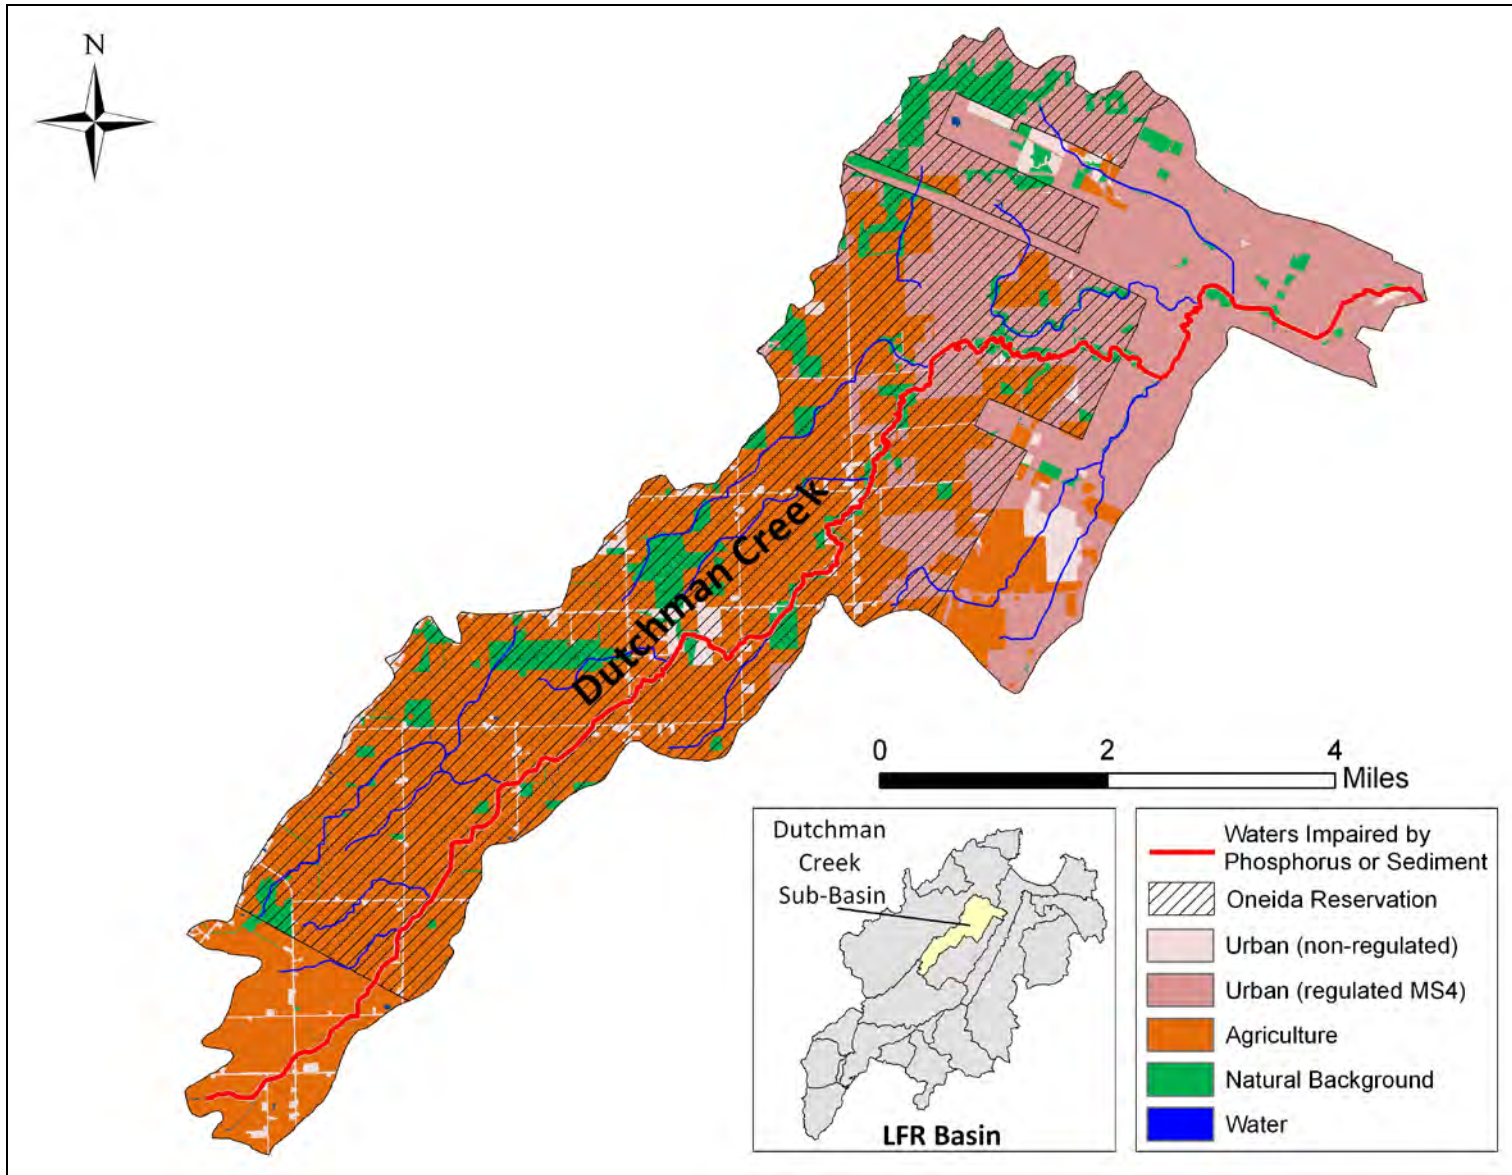 N
Dutchman Creek
0 2 4
Miles
Dutchman
Creek
Sub-Basin
LFR Basin
Waters Impaired by
Phosphorus or Sediment
Oneida Reservation
Urban (non-regulated)
Urban (regulated MS4)
Agriculture
Natural Background
Water